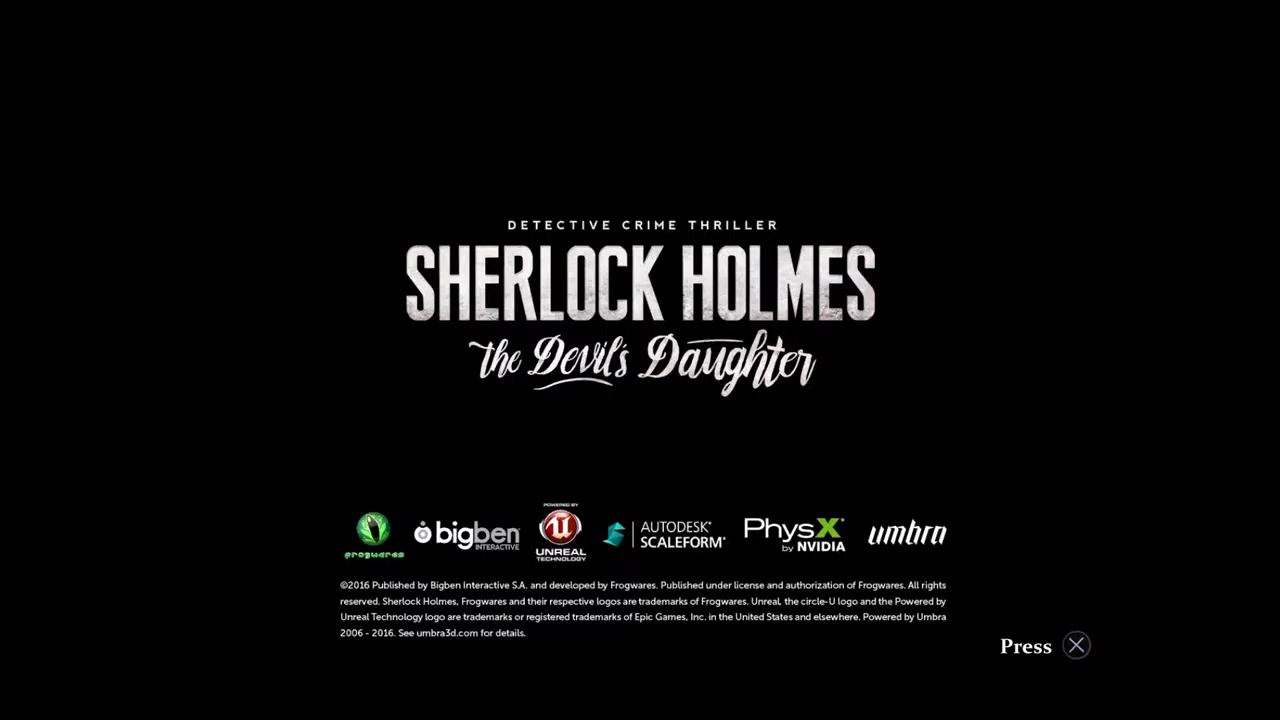 DETECTIVE CRIME THRILLER
SHERLOCK HOLMES
the Devil's Daughter
frogwares
bigben
INTERACTIVE
POWERED BY
U
UNREAL
TECHNOLOGY
AUTODESK®
SCALEFORM®
PhysX®
by NVIDIA
umbra
©2016 Published by Bigben Interactive S.A. and developed by Frogwares. Published under license and authorization of Frogwares. All rights
reserved. Sherlock Holmes, Frogwares and their respective logos are trademarks of Frogwares. Unreal, the circle-U logo and the Powered by
Unreal Technology logo are trademarks or registered trademarks of Epic Games, Inc. in the United States and elsewhere. Powered by Umbra
2006 - 2016. See umbra3d.com for details.
Press